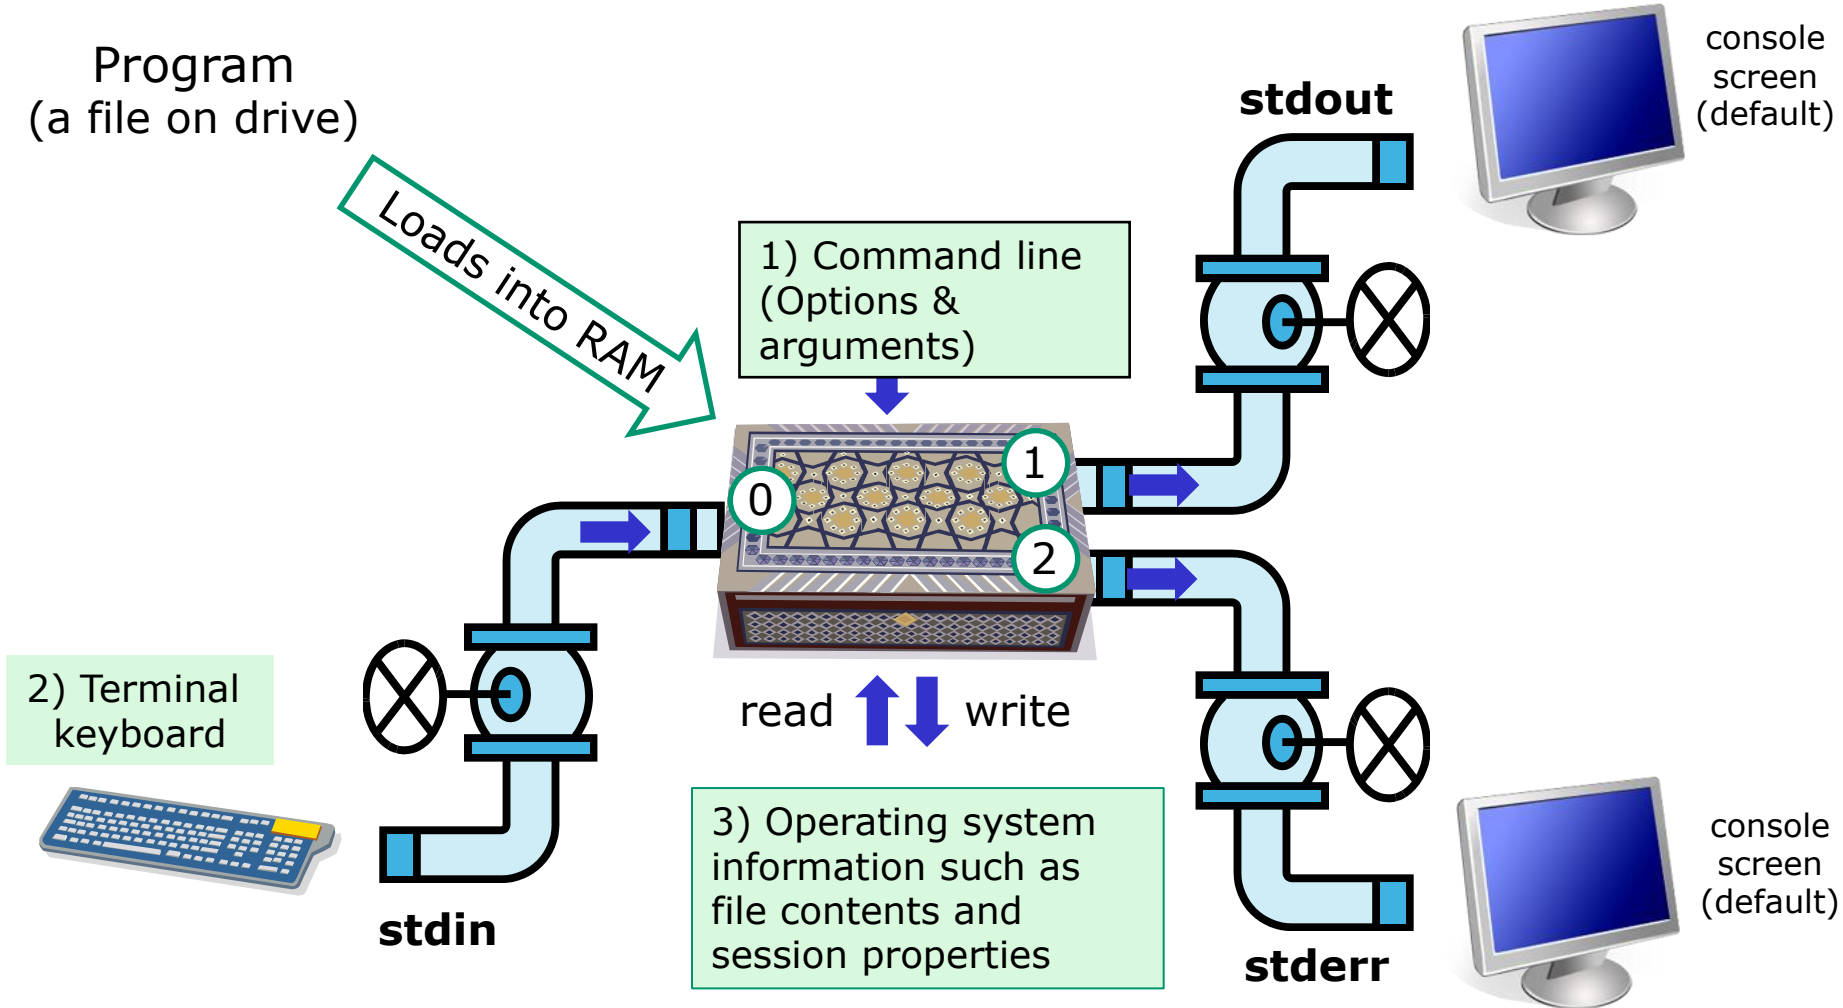 Program
(a file on drive)
Loads into RAM
1) Command line
(Options &
arguments)
stdout
console
screen
(default)
0
1
2
2) Terminal
keyboard
stdin
read
write
3) Operating system
information such as
file contents and
session properties
stderr
console
screen
(default)